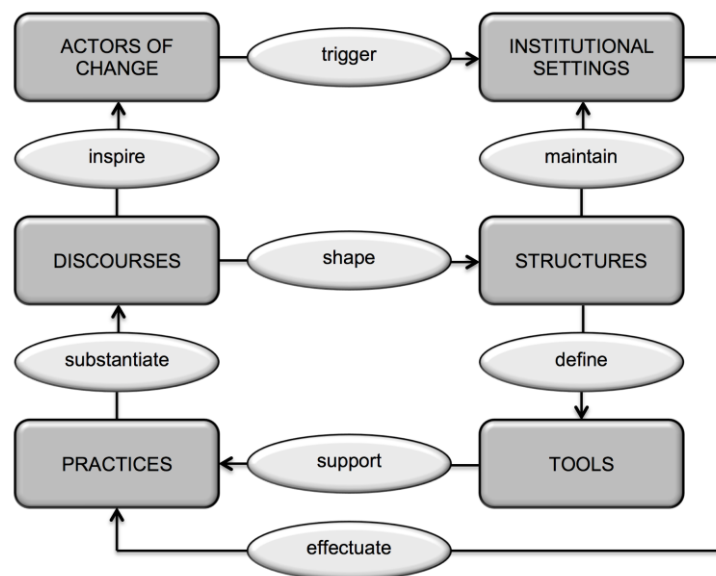 ACTORS OF
CHANGE
trigger
INSTITUTIONAL
SETTINGS
inspire
maintain
DISCOURSES
shape
STRUCTURES
substantiate
define
PRACTICES
support
TOOLS
effectuate